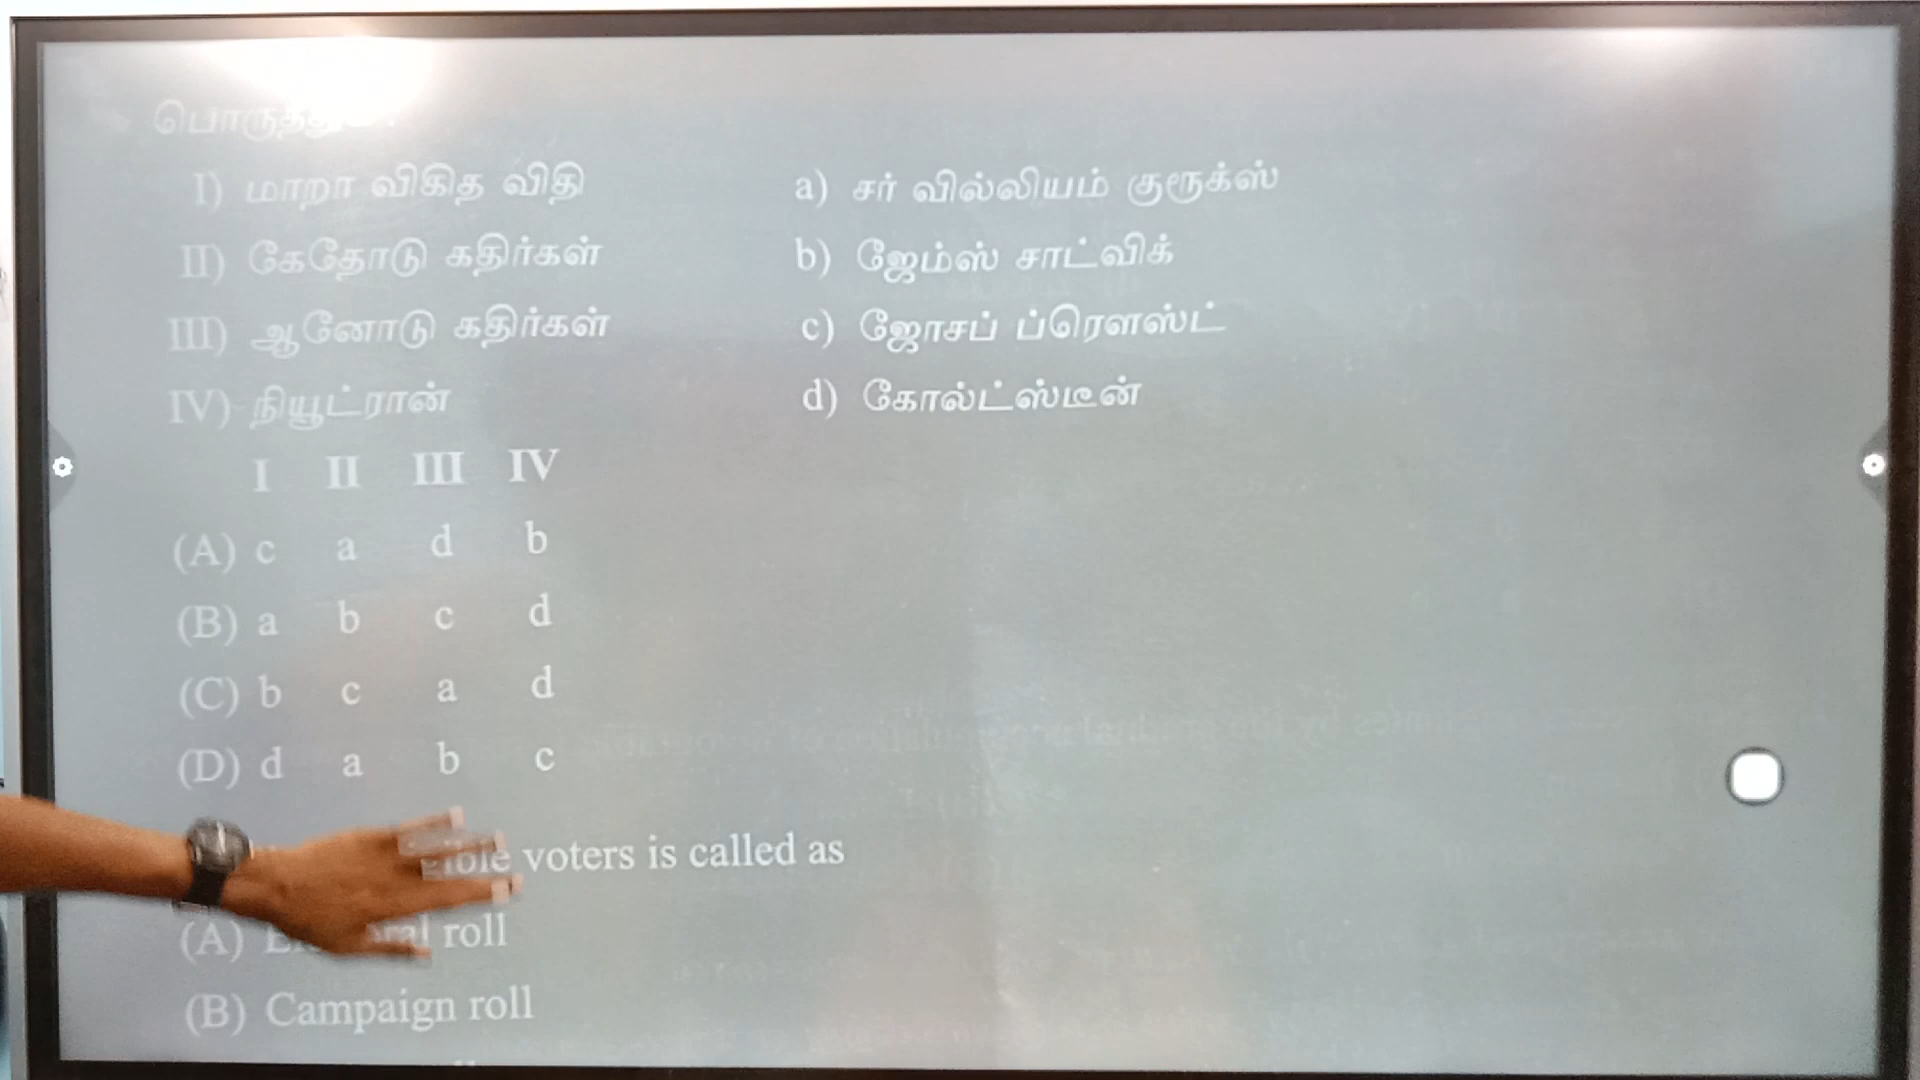 பொருத்து
I) மாறா விகித விதி a) சர் வில்லியம் குரூக்ஸ்
II) கேதோடு கதிர்கள் b) ஜேம்ஸ் சாட்விக்
III) ஆனோடு கதிர்கள் c) ஜோசப் ப்ரௌஸ்ட்
IV) நியூட்ரான் d) கோல்ட்ஸ்டீன்
I II III IV
(A) c a d b
(B) a b c d
(C) b c a d
(D) d a b c
voters is called as
(A) roll
(B) Campaign roll